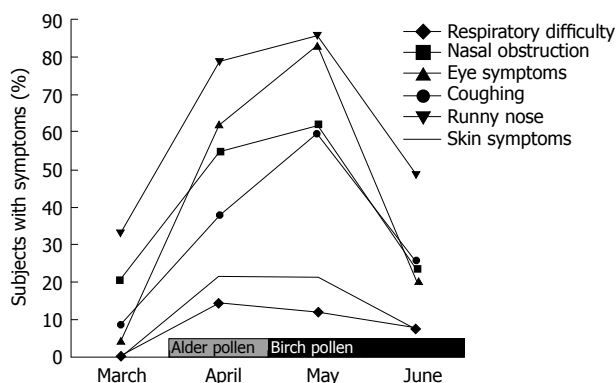 Subjects with symptoms (%)
90
80
70
60
50
40
30
20
10
0
Respiratory difficulty
Nasal obstruction
Eye symptoms
Coughing
Runny nose
Skin symptoms
Alder pollen
Birch pollen
March
April
May
June